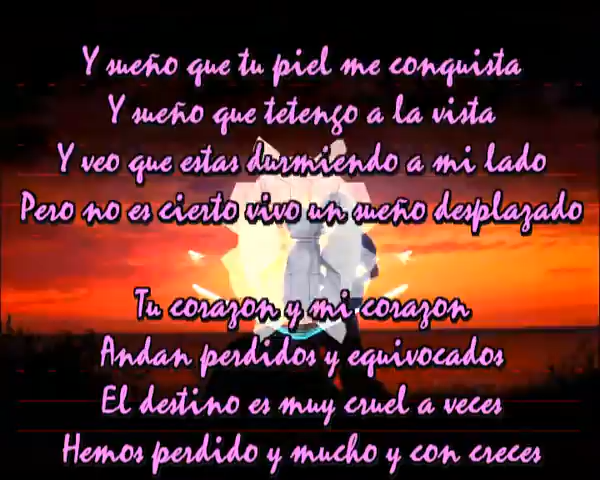 Y sueño que tu piel me conquista
Y sueño que tetengo a la vista
Y veo que estas durmiendo a mi lado
Pero no es cierto vivo un sueño desplazado
Tu corazon y mi corazon
Andan perdidos y equivocados
El destino es muy cruel a veces
Hemos perdido y mucho y con creces